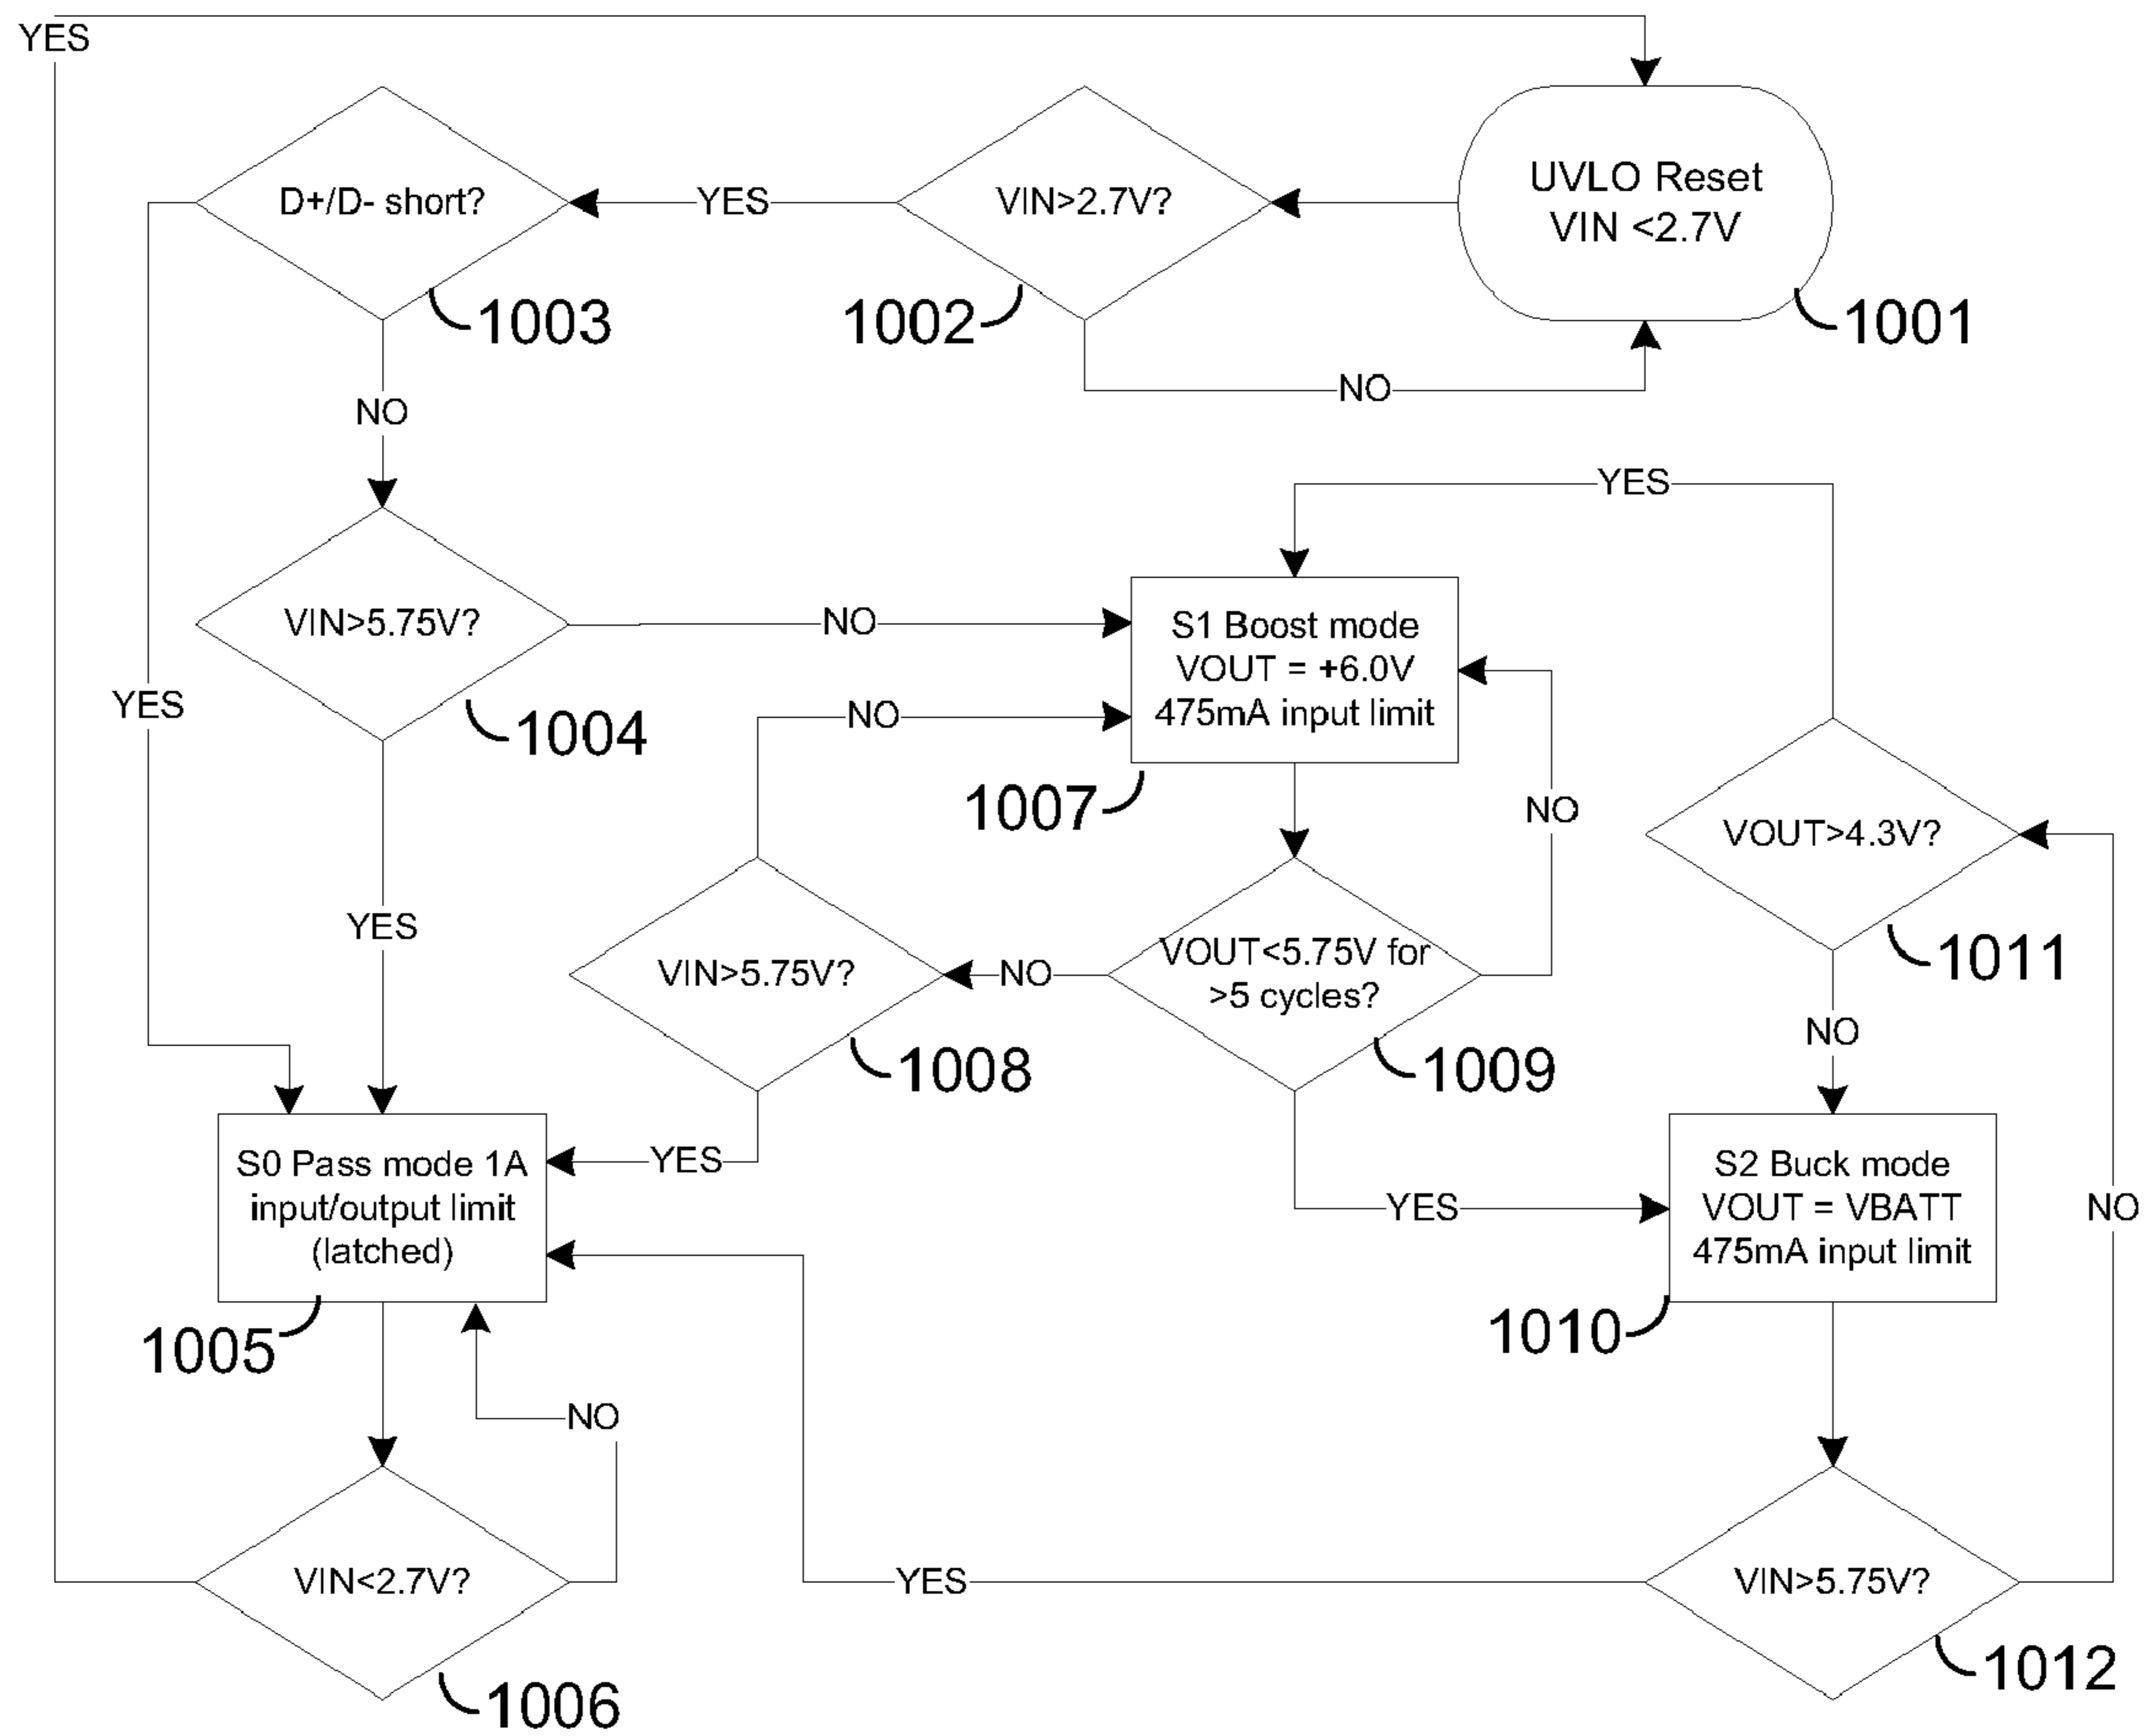 YES
D+/D- short?
YES
VIN>2.7V?
UVLO Reset
VIN <2.7V
1003
1002
1001
NO
NO
YES
VIN>5.75V?
NO
S1 Boost mode
VOUT = +6.0V
475mA input limit
YES
1004
NO
1007
NO
VOUT>4.3V?
YES
VIN>5.75V?
NO
VOUT<5.75V for
>5 cycles?
1011
1008
1009
NO
S0 Pass mode 1A
input/output limit
(latched)
YES
YES
S2 Buck mode
VOUT = VBATT
475mA input limit
NO
1005
1010
NO
VIN<2.7V?
YES
VIN>5.75V?
1006
1012